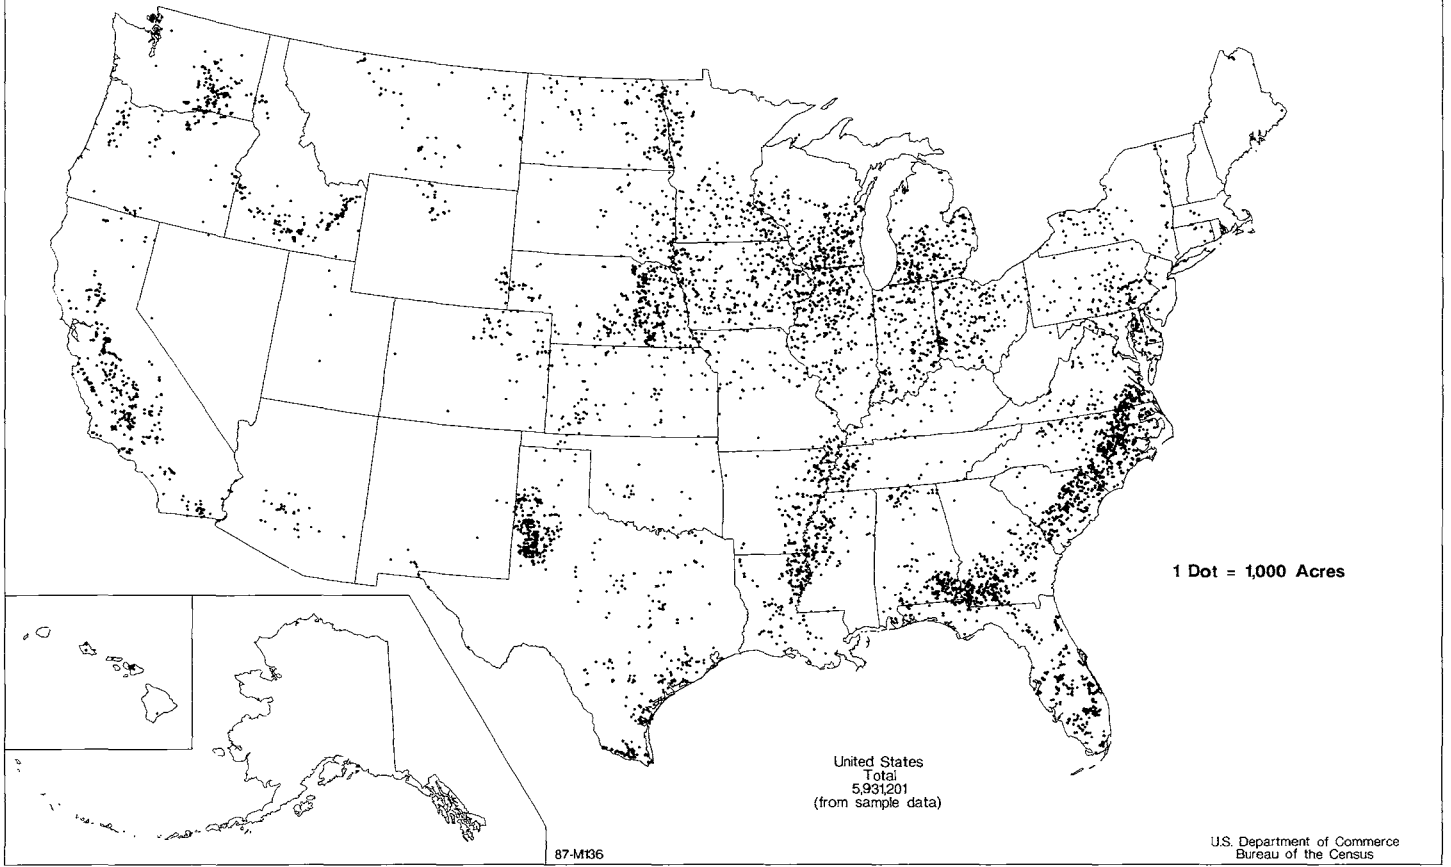 1 Dot = 1,000 Acres
United States
Total
5,931,201
(from sample data)
87-M136
U.S. Department of Commerce
Bureau of the Census